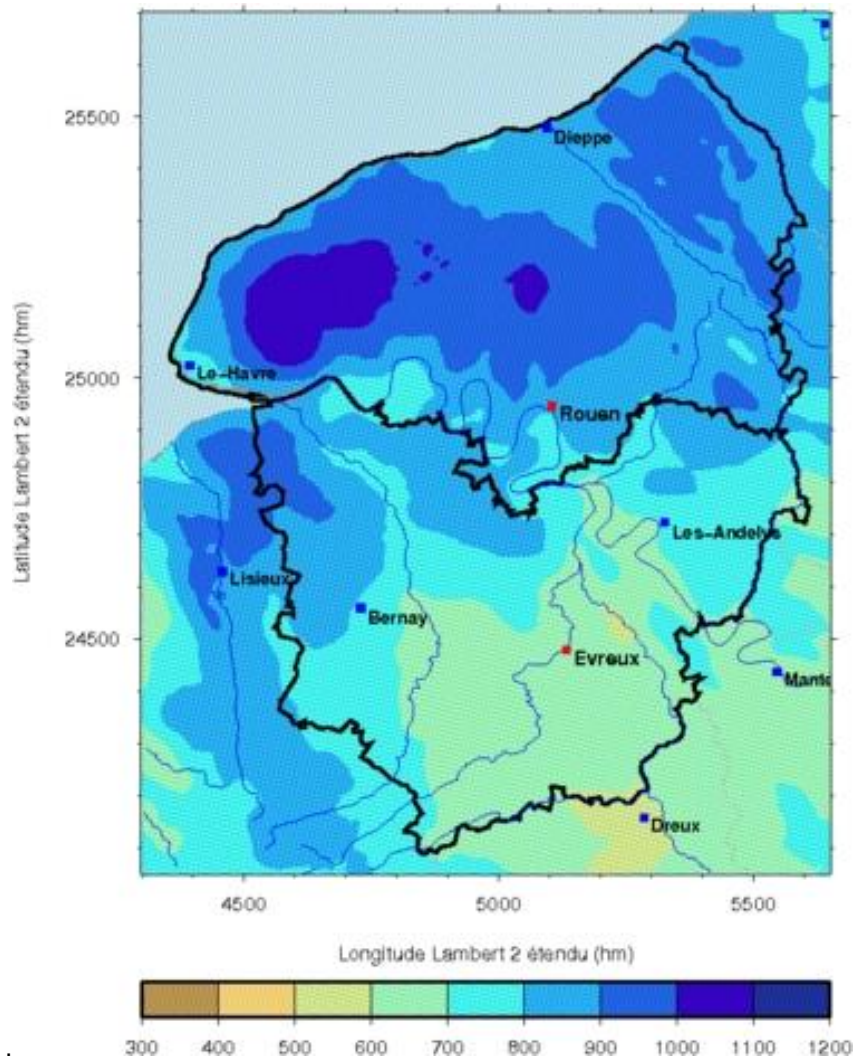 25500
Dieppe
Latitude Lambert 2 étendu (hm)
25000
Le-Havre
Rouen
Les-Andelys
Lisieux
Bernay
24500
Evreux
Mante
Dreux
4500 5000 5500
Longitude Lambert 2 étendu (hm)
300 400 500 600 700 800 900 1000 1100 1200